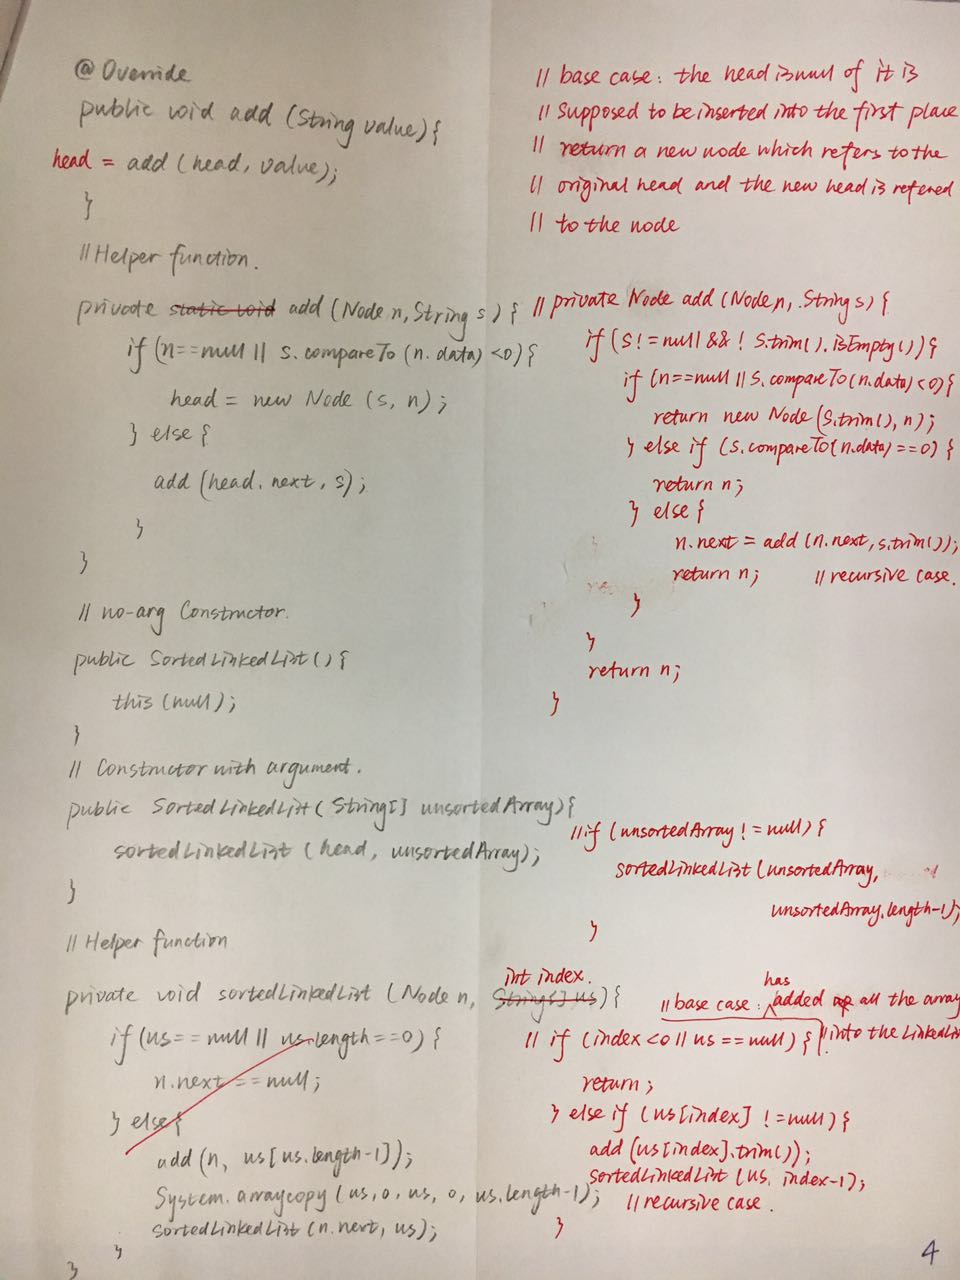 @Override
public void add (String value){
head = add (head, value);
}
// Helper function.
private static void add (Node n, String s) {
if (n==null || s.compareTo (n.data) <0) {
head = new Node (s, n);
} else {
add (head.next, s);
}
}
// no-arg Constructor.
public SortedLinkedList () {
this (null);
}
// Constructor with argument.
public SortedLinkedList (String[] unsortedArray) {
sortedLinkedList (head, unsortedArray);
}
// Helper function
private void sortedLinkedList (Node n, String[] us) {
int index.
if (us == null || us.length==0) {
n.next == null;
} else {
add (n, us[us.length-1]);
System.arraycopy (us, 0, us, 0, us.length-1);
sortedLinkedList (n.next, us);
}
}
// base case: the head is null of it is
// supposed to be inserted into the first place
// return a new node which refers to the
// original head and the new head is refered
// to the node
// private Node add (Node n, String s) {
if (s != null && ! s.trim().isEmpty()) {
if (n==null || s.compareTo(n.data) <0) {
return new Node (s.trim(), n);
} else if (s.compareTo(n.data) ==0) {
return n;
} else {
n.next = add (n.next, s.trim());
return n; // recursive case.
}
}
return n;
}
// if (unsortedArray != null) {
sortedLinkedList (unsortedArray,
unsortedArray.length-1);
}
has
// base case: added all the array
// if (index <0 || us == null) { // into the LinkedList
return ;
} else if (us[index] != null) {
add (us[index].trim());
sortedLinkedList (us, index-1);
// recursive case.
}
4